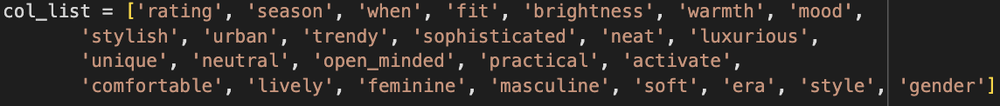 col_list = ['rating', 'season', 'when', 'fit', 'brightness', 'warmth', 'mood',
'stylish', 'urban', 'trendy', 'sophisticated', 'neat', 'luxurious',
'unique', 'neutral', 'open_minded', 'practical', 'activate',
'comfortable', 'lively', 'feminine', 'masculine', 'soft', 'era', 'style', 'gender']